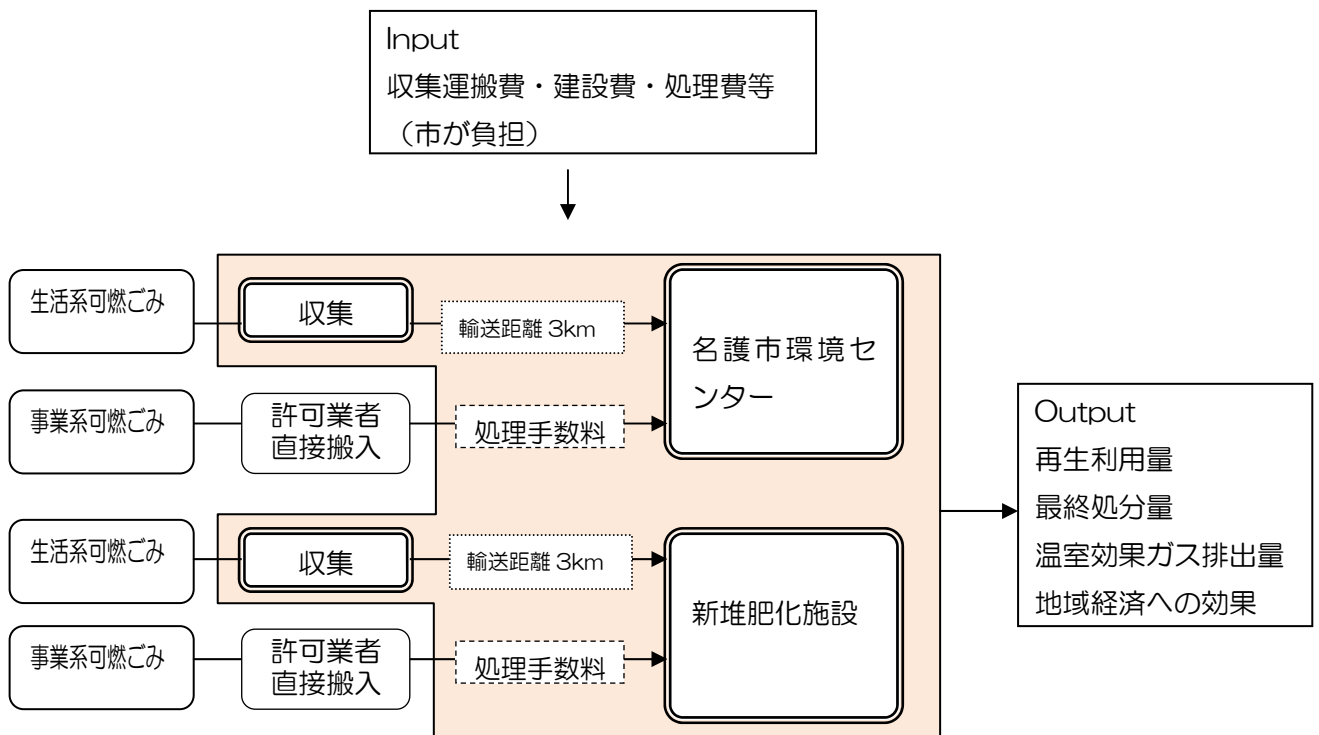 Input
収集運搬費・建設費・処理費等
（市が負担）
生活系可燃ごみ
収集
輸送距離 3km
名護市環境セ
ンター
事業系可燃ごみ
許可業者
直接搬入
処理手数料
Output
再生利用量
最終処分量
温室効果ガス排出量
地域経済への効果
生活系可燃ごみ
収集
輸送距離 3km
新堆肥化施設
事業系可燃ごみ
許可業者
直接搬入
処理手数料